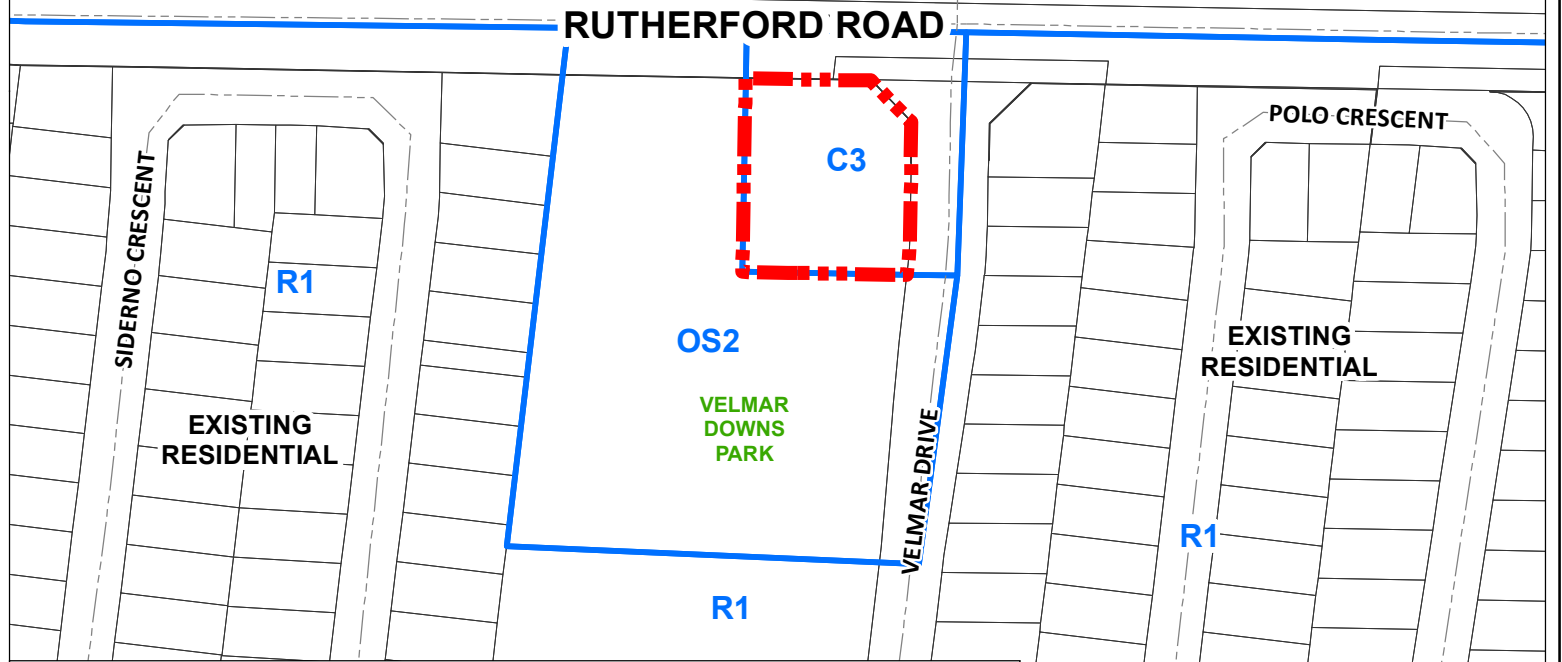 RUTHERFORD ROAD
POLO CRESCENT
C3
SIDERNO CRESCENT
R1
OS2
EXISTING
RESIDENTIAL
VELMAR
DOWNS
PARK
EXISTING
RESIDENTIAL
VELMAR DRIVE
R1
R1